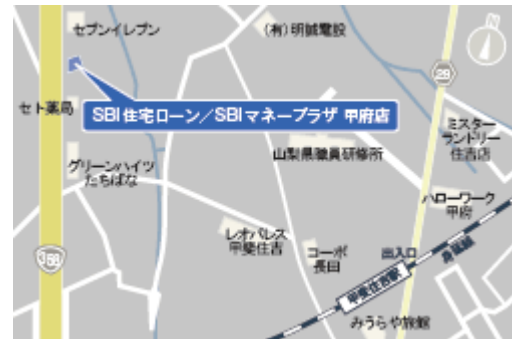 セブンイレブン
(有)明誠電設
N
29
SBI住宅ローン／SBIマネープラザ 甲府店
セト薬局
ミスター
ランドリー
住吉店
山梨県職員研修所
グリーンハイツ
たちばな
ハローワーク
甲府
レオパレス
甲斐住吉
コーポ
長田
出入口
身延線
358
甲斐住吉駅
みうらや旅館